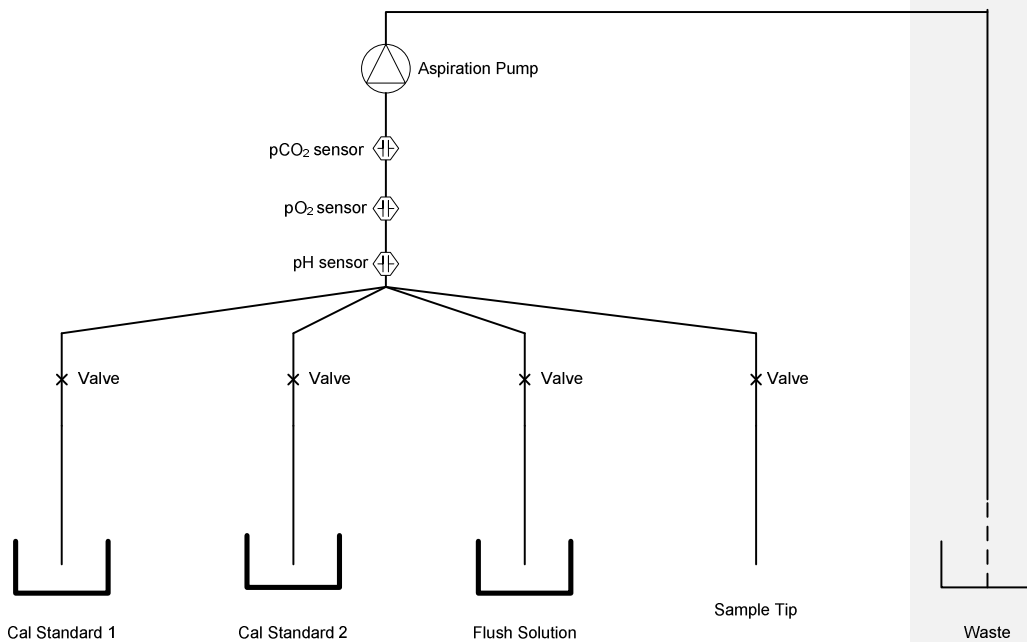 Aspiration Pump
pCO₂ sensor
pO₂ sensor
pH sensor
Valve
Valve
Valve
Valve
Cal Standard 1
Cal Standard 2
Flush Solution
Sample Tip
Waste